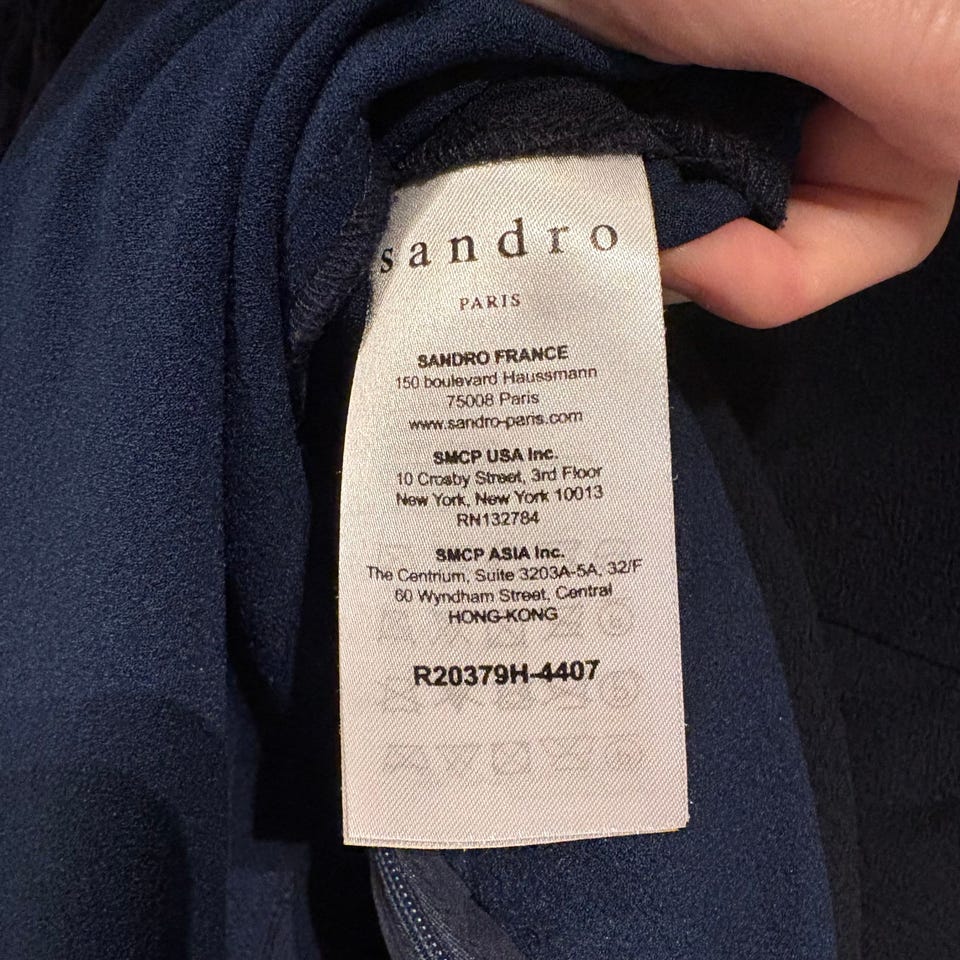 sandro
PARIS
SANDRO FRANCE
150 boulevard Haussmann
75008 Paris
www.sandro-paris.com
SMCP USA Inc.
10 Crosby Street, 3rd Floor
New York, New York 10013
RN132784
SMCP ASIA Inc.
The Centrium, Suite 3203A-5A, 32/F
60 Wyndham Street, Central
HONG-KONG
R20379H-4407